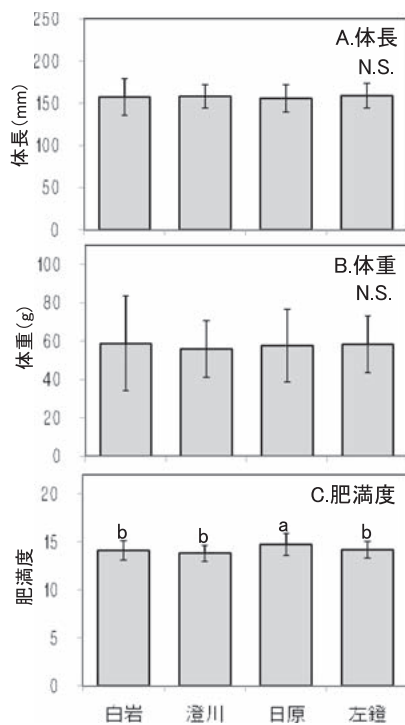 A.体長
N.S.
250
200
150
100
50
0
体長(mm)
B.体重
N.S.
100
80
60
40
20
0
体重(g)
C.肥満度
20
15
10
5
0
肥満度
b b a b
白岩 澄川 日原 左鐙